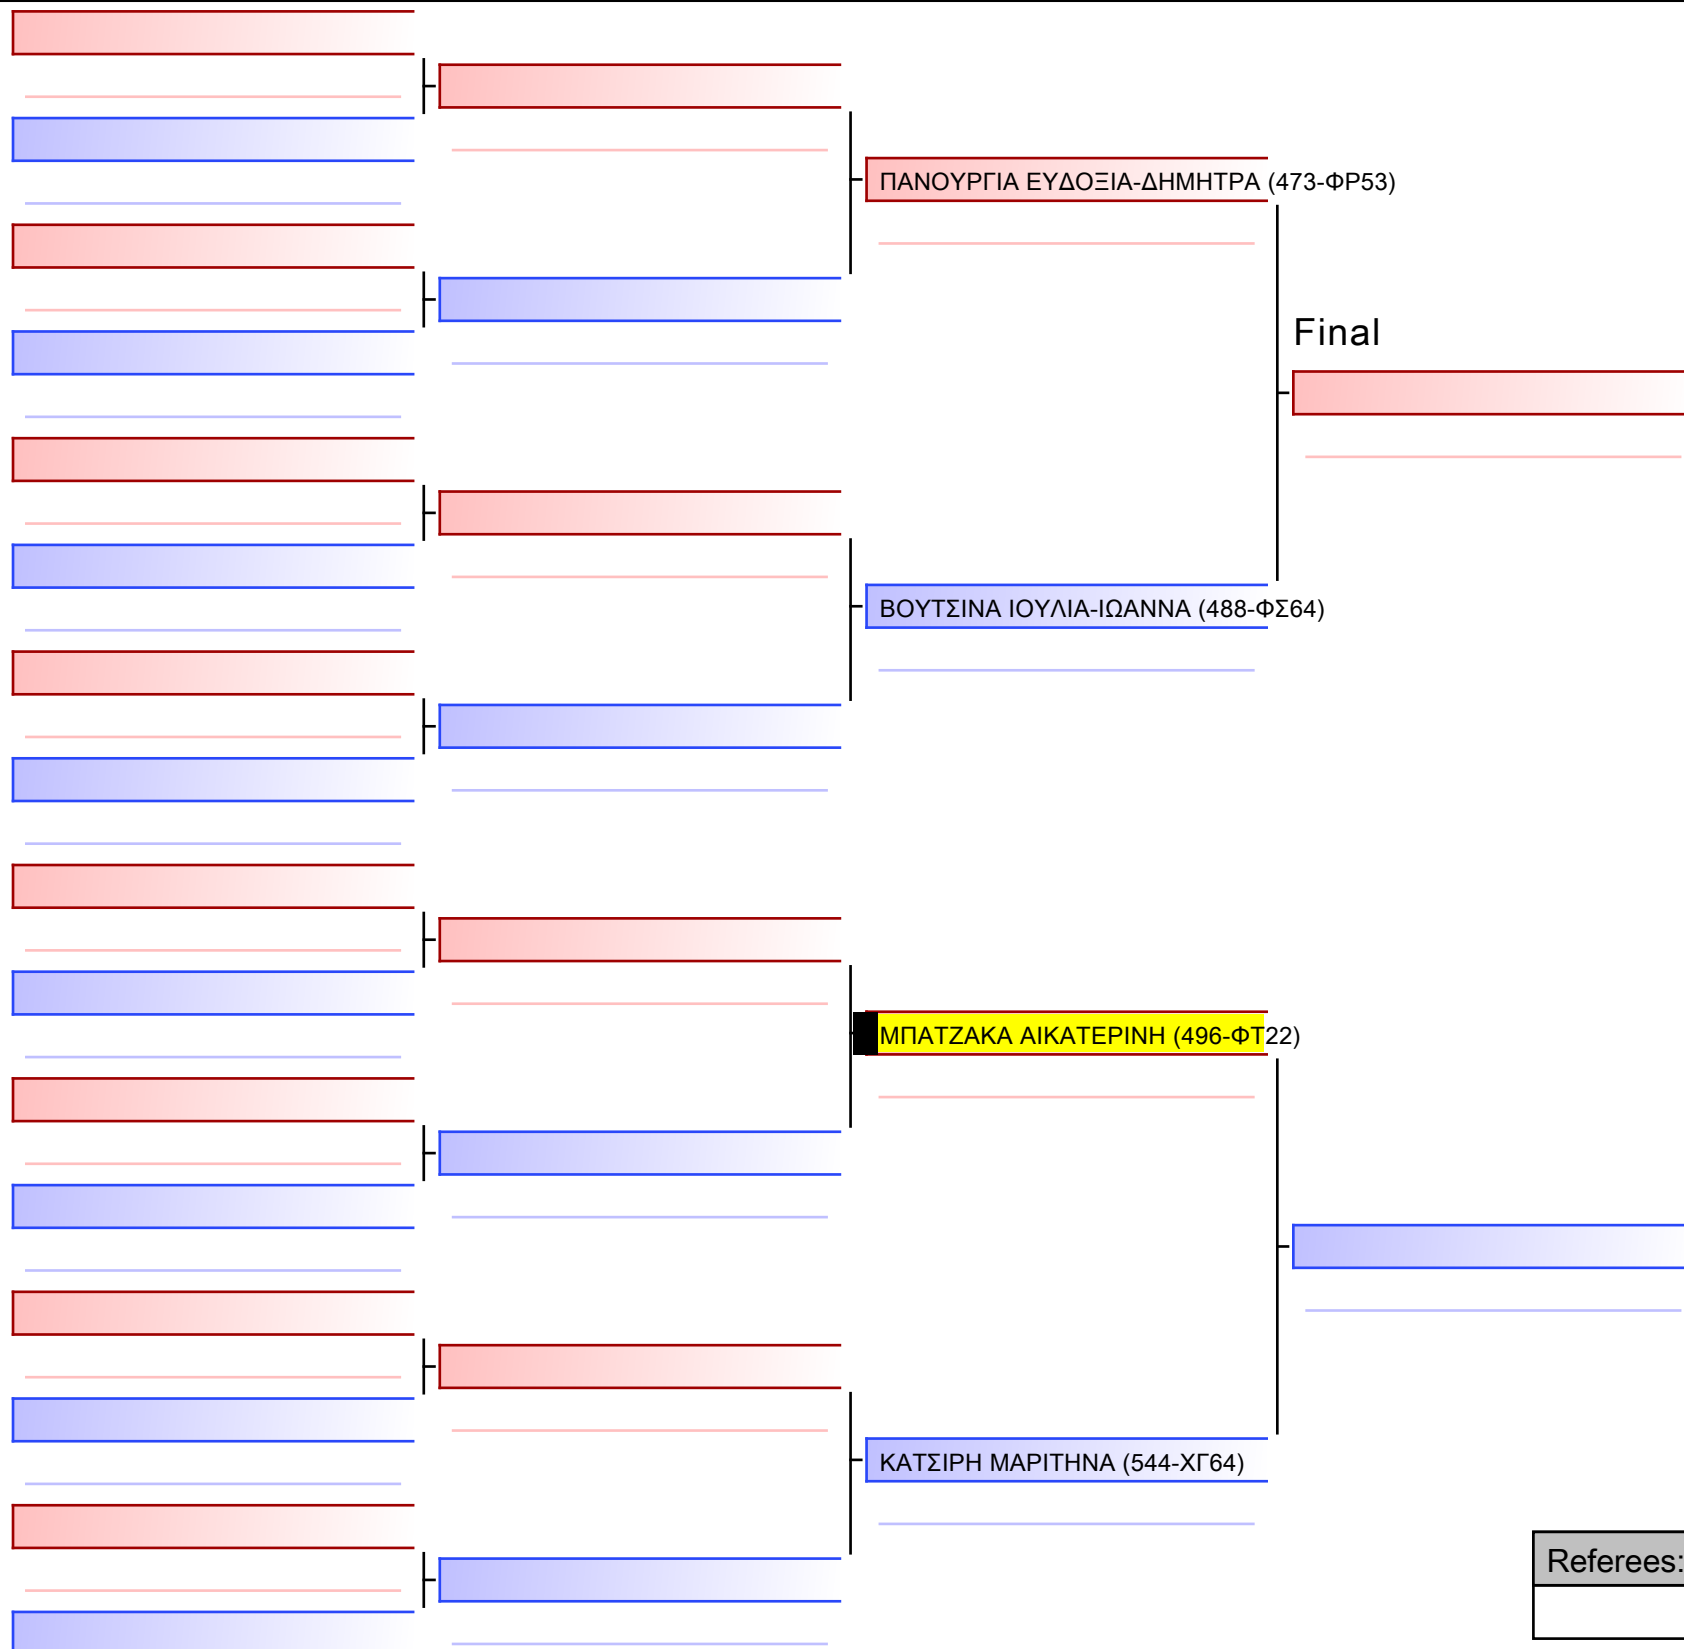 ΠΑΝΟΥΡΓΙΑ ΕΥΔΟΞΙΑ-ΔΗΜΗΤΡΑ (473-ΦΡ53)
Final
ΒΟΥΤΣΙΝΑ ΙΟΥΛΙΑ-ΙΩΑΝΝΑ (488-ΦΣ64)
ΜΠΑΤΖΑΚΑ ΑΙΚΑΤΕΡΙΝΗ (496-ΦΤ22)
ΚΑΤΣΙΡΗ ΜΑΡΙΤΗΝΑ (544-ΧΓ64)
Referees: